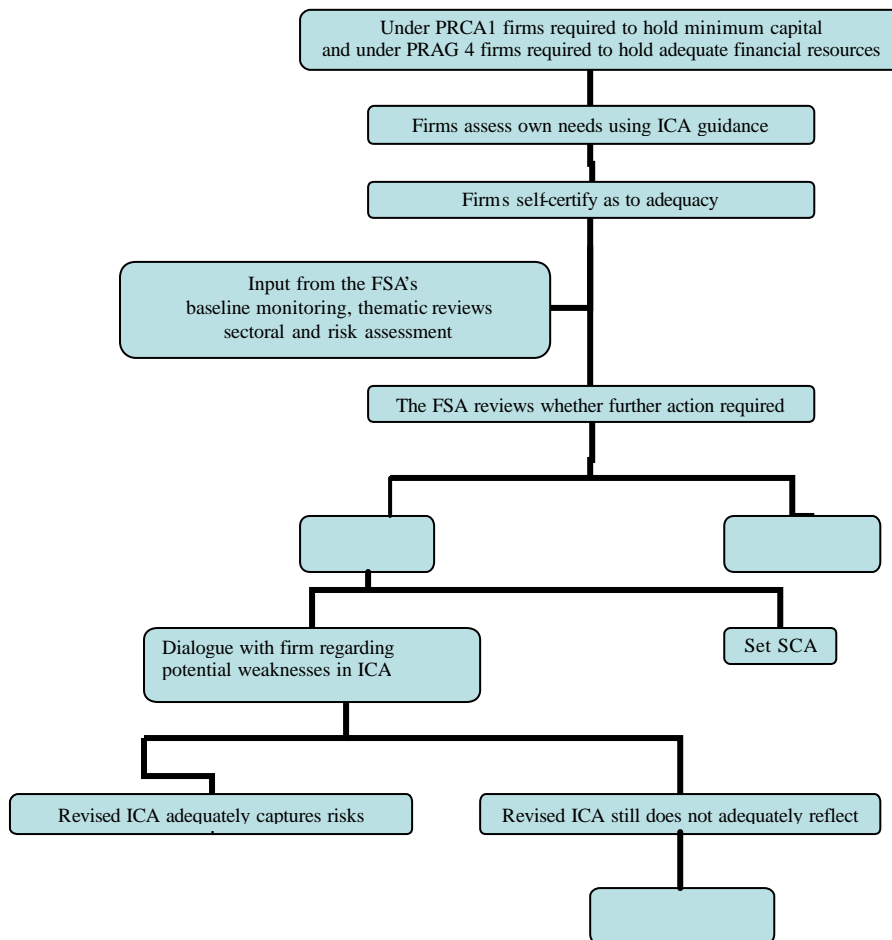 Under PRCA1 firms required to hold minimum capital
and under PRAG 4 firms required to hold adequate financial resources
Firms assess own needs using ICA guidance
Firms self-certify as to adequacy
Input from the FSA’s
baseline monitoring, thematic reviews
sectoral and risk assessment
The FSA reviews whether further action required
Dialogue with firm regarding
potential weaknesses in ICA
Set SCA
Revised ICA adequately captures risks
Revised ICA still does not adequately reflect